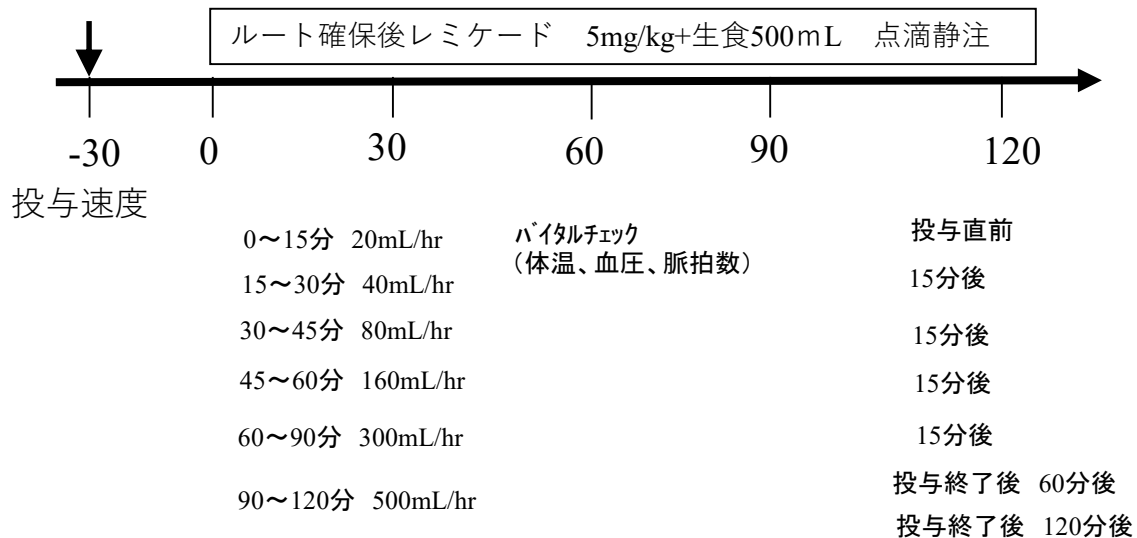 ルート確保後レミケード 5mg/kg+生食500mL 点滴静注
-30 0 30 60 90 120
投与速度
0～15分 20mL/hr バイタルチェック 投与直前
(体温、血圧、脈拍数)
15～30分 40mL/hr 15分後
30～45分 80mL/hr 15分後
45～60分 160mL/hr 15分後
60～90分 300mL/hr 15分後
90～120分 500mL/hr 投与終了後 60分後
投与終了後 120分後